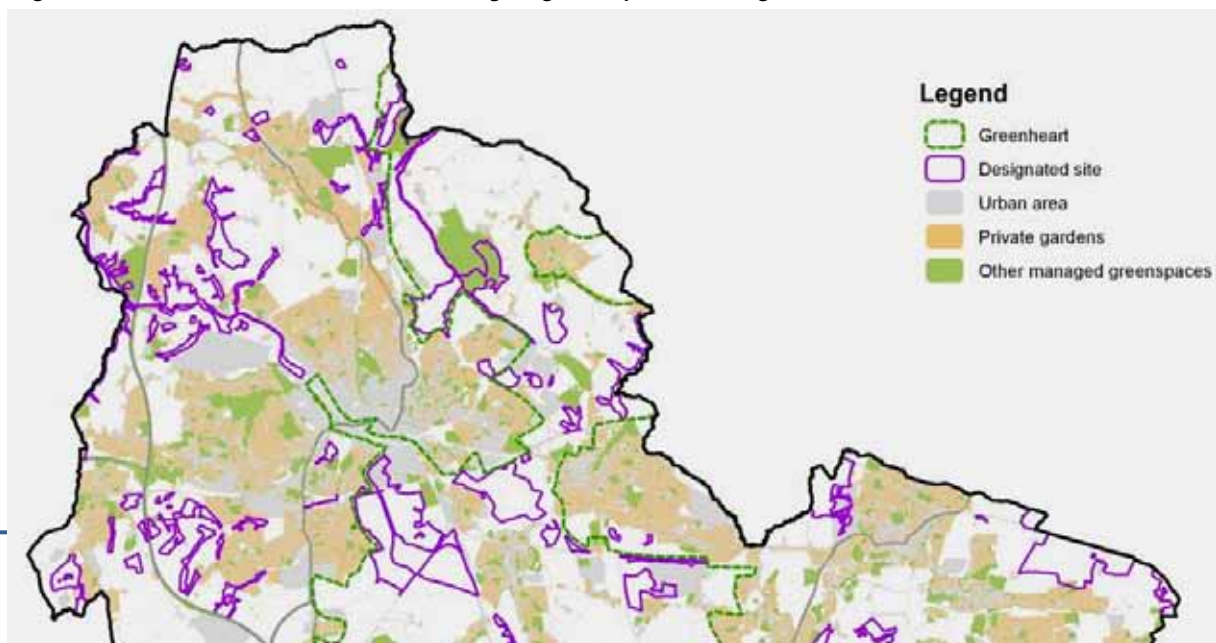 Legend
Greenheart
Designated site
Urban area
Private gardens
Other managed greenspaces